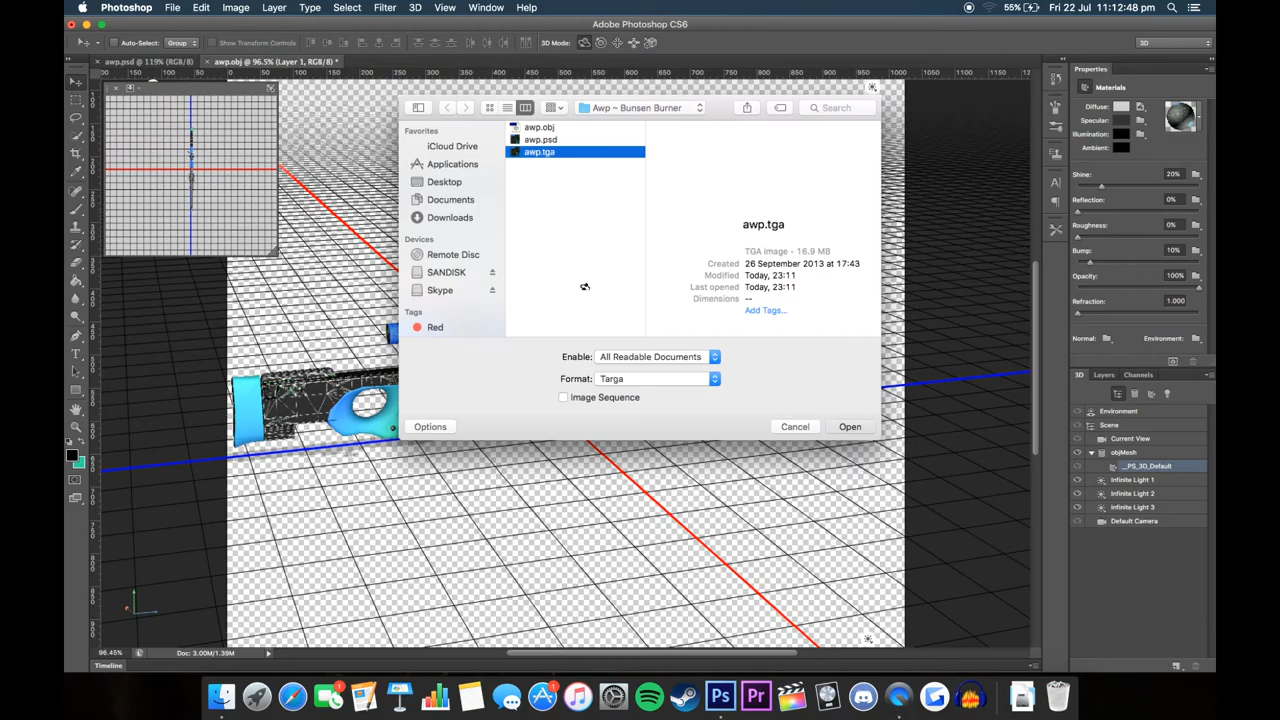 Photoshop File Edit Image Layer Type Select Filter 3D View Window Help 55% Fri 22 Jul 11:12:48 pm
Adobe Photoshop CS6
Auto-Select: Group Show Transform Controls 3D Mode: 3D
awp.psd @ 119% (RGB/8) awp.obj @ 96.5% (Layer 1, RGB/8) *
Awp ~ Bunsen Burner
Search
Favorites
iCloud Drive
Applications
Desktop
Documents
Downloads
Devices
Remote Disc
SANDISK
Skype
Tags
Red
awp.obj
awp.psd
awp.tga
awp.tga
TGA image - 16.9 MB
Created 26 September 2013 at 17:43
Modified Today, 23:11
Last opened Today, 23:11
Dimensions --
Add Tags...
Enable: All Readable Documents
Format: Targa
Image Sequence
Options Cancel Open
Properties
Materials
Diffuse:
Specular:
Illumination:
Ambient:
Shine: 20%
Reflection: 0%
Roughness: 0%
Bump: 10%
Opacity: 100%
Refraction: 1.000
Normal: Environment:
3D Layers Channels
Environment
Scene
Current View
objMesh
__PS_3D_Default
Infinite Light 1
Infinite Light 2
Infinite Light 3
Default Camera
96.45% Doc: 3.00M/1.39M
Timeline